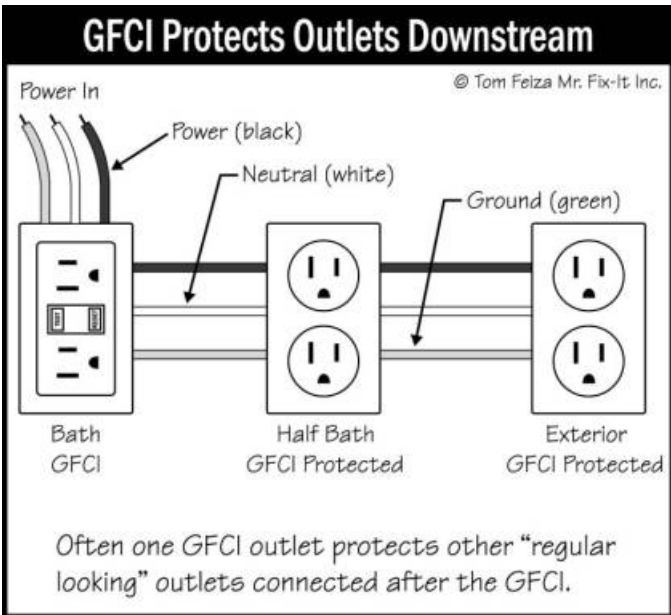 GFCI Protects Outlets Downstream
© Tom Feiza Mr. Fix-It Inc.
Power In
Power (black)
Neutral (white)
Ground (green)
TEST
RESET
Bath
GFCI
Half Bath
GFCI Protected
Exterior
GFCI Protected
Often one GFCI outlet protects other “regular
looking” outlets connected after the GFCI.